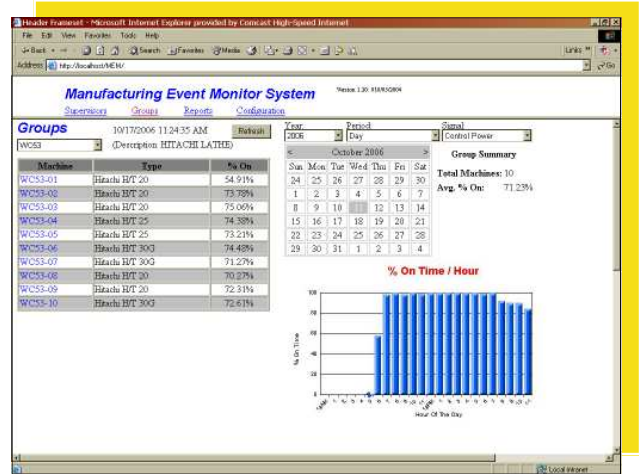 Header Frameset - Microsoft Internet Explorer provided by Comcast High-Speed Internet
File Edit View Favorites Tools Help
Back Search Favorites Media Links
Address http://localhost/MEM/ Go
Manufacturing Event Monitor System
Supervisors Groups Reports Configuration
Groups 10/17/2006 11:24:35 AM Refresh
WC53 (Description: HITACHI LATHE)
Machine Type % On
WC53-01 Hitachi H/T 20 54.91%
WC53-02 Hitachi H/T 20 73.78%
WC53-03 Hitachi H/T 20 75.06%
WC53-04 Hitachi H/T 25 74.38%
WC53-05 Hitachi H/T 25 73.21%
WC53-06 Hitachi H/T 30G 74.48%
WC53-07 Hitachi H/T 30G 71.27%
WC53-08 Hitachi H/T 20 70.27%
WC53-09 Hitachi H/T 20 72.31%
WC53-10 Hitachi H/T 30G 72.61%
Year: Period: Signal:
2006 Day Control Power
< October 2006 >
Sun Mon Tue Wed Thu Fri Sat
24 25 26 27 28 29 30
1 2 3 4 5 6 7
8 9 10 11 12 13 14
15 16 17 18 19 20 21
22 23 24 25 26 27 28
29 30 31 1 2 3 4
Group Summary
Total Machines: 10
Avg. % On: 71.23%
% On Time / Hour
% On Time
Hour Of The Day
Local intranet